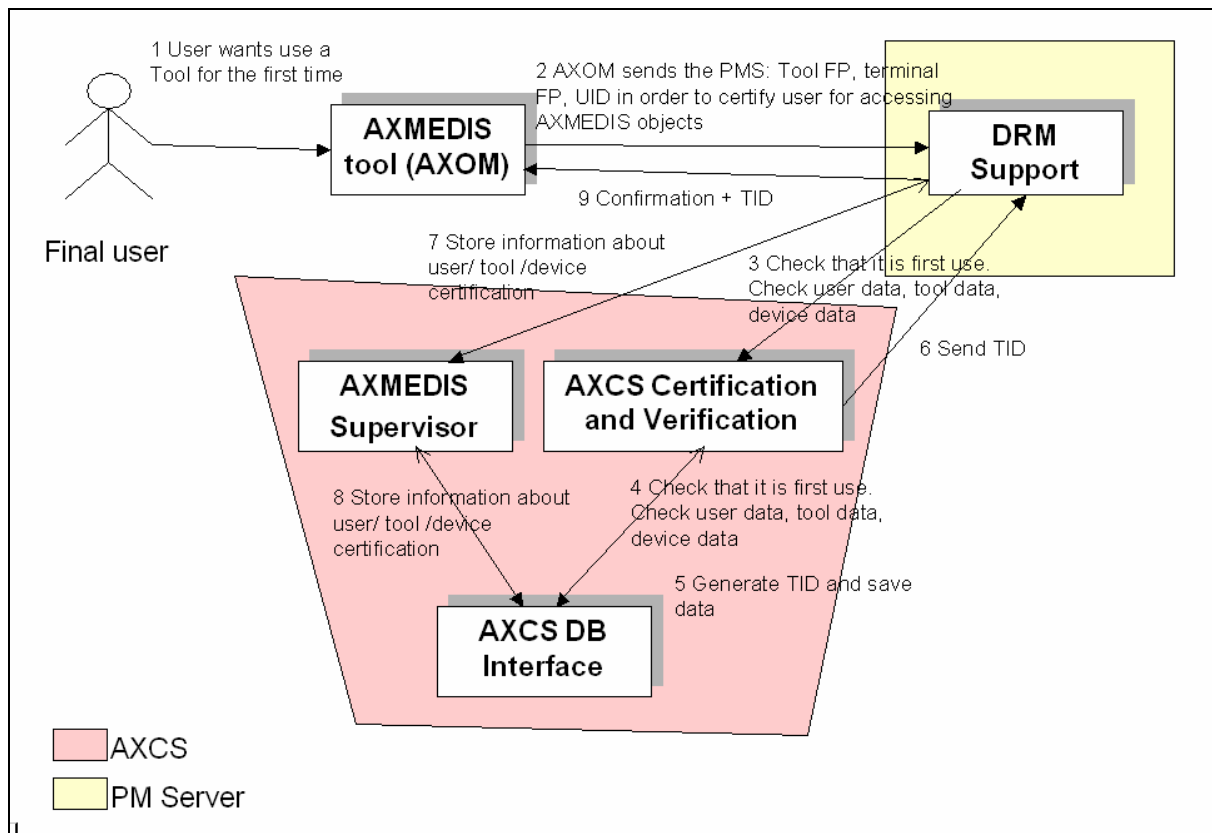 1 User wants use a
Tool for the first time
2 AXOM sends the PMS: Tool FP, terminal
FP, UID in order to certify user for accessing
AXMEDIS objects
AXMEDIS
tool (AXOM)
DRM
Support
9 Confirmation + TID
Final user
7 Store information about
user/ tool /device
certification
3 Check that it is first use.
Check user data, tool data,
device data
6 Send TID
AXMEDIS
Supervisor
AXCS Certification
and Verification
8 Store information about
user/ tool /device
certification
4 Check that it is first use.
Check user data, tool data,
device data
5 Generate TID and save
data
AXCS DB
Interface
AXCS
PM Server